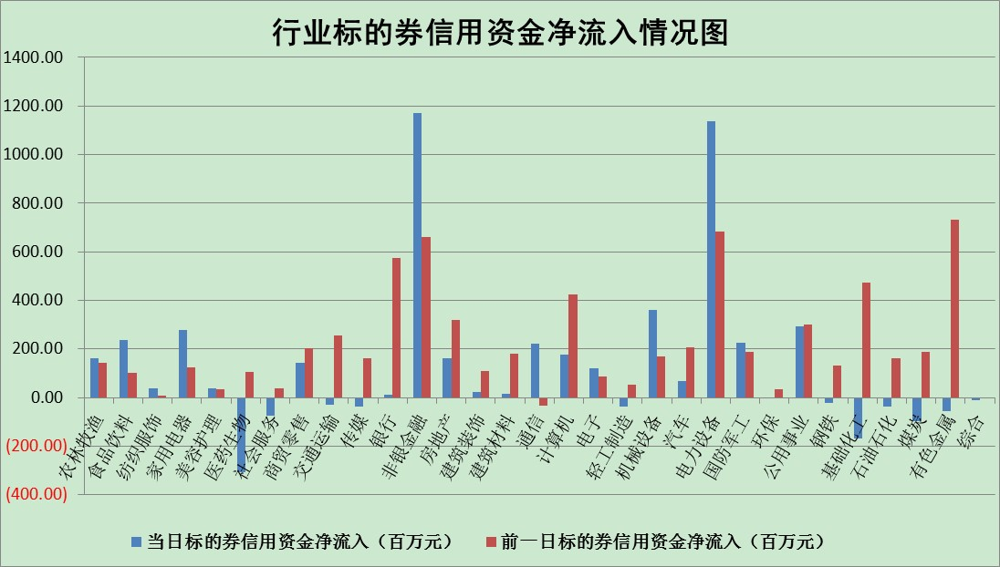 行业标的券信用资金净流入情况图
1400.00
1200.00
1000.00
800.00
600.00
400.00
200.00
0.00
(200.00)
(400.00)
农林牧渔
食品饮料
纺织服饰
家用电器
美容护理
医药生物
社会服务
商贸零售
交通运输
传媒
银行
非银金融
房地产
建筑装饰
建筑材料
通信
计算机
电子
轻工制造
机械设备
汽车
电力设备
国防军工
环保
公用事业
钢铁
基础化工
石油石化
煤炭
有色金属
综合
当日标的券信用资金净流入（百万元）
前一日标的券信用资金净流入（百万元）